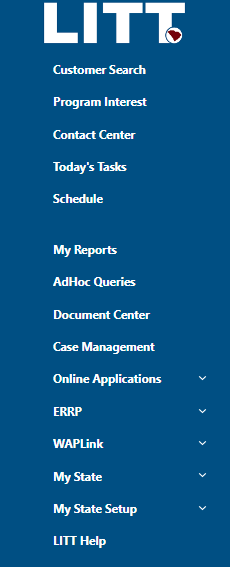 LITT
Customer Search
Program Interest
Contact Center
Today's Tasks
Schedule
My Reports
AdHoc Queries
Document Center
Case Management
Online Applications
ERRP
WAPLink
My State
My State Setup
LITT Help